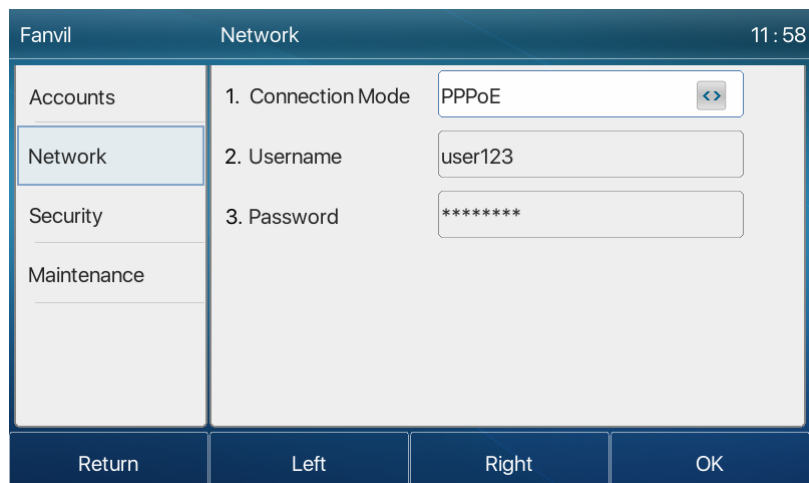 Fanvil Network 11:58
Accounts
Network
Security
Maintenance
1. Connection Mode PPPoE <>
2. Username user123
3. Password ********
Return Left Right OK